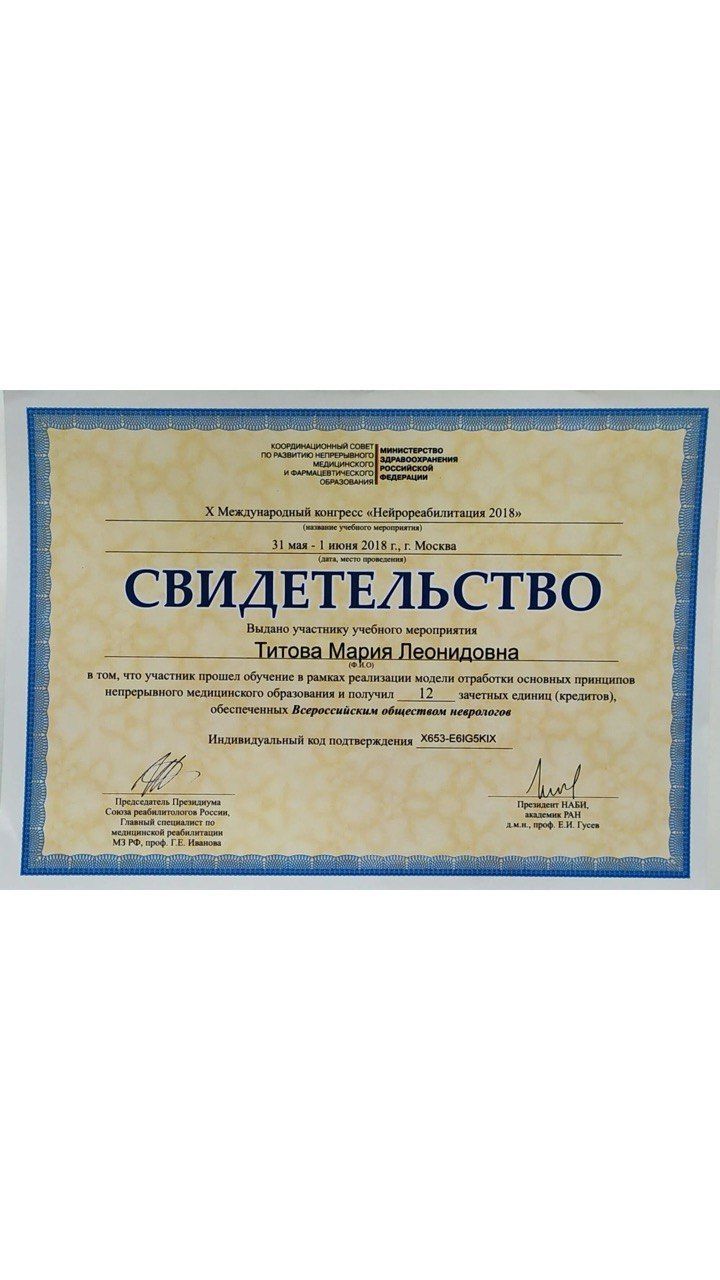 КООРДИНАЦИОННЫЙ СОВЕТ
ПО РАЗВИТИЮ НЕПРЕРЫВНОГО
МЕДИЦИНСКОГО
И ФАРМАЦЕВТИЧЕСКОГО
ОБРАЗОВАНИЯ
МИНИСТЕРСТВО
ЗДРАВООХРАНЕНИЯ
РОССИЙСКОЙ
ФЕДЕРАЦИИ
X Международный конгресс «Нейрореабилитация 2018»
(название учебного мероприятия)
31 мая - 1 июня 2018 г., г. Москва
(дата, место проведения)
СВИДЕТЕЛЬСТВО
Выдано участнику учебного мероприятия
Титова Мария Леонидовна
(Ф.И.О)
в том, что участник прошел обучение в рамках реализации модели отработки основных принципов
непрерывного медицинского образования и получил 12 зачетных единиц (кредитов),
обеспеченных Всероссийским обществом неврологов
Индивидуальный код подтверждения X653-E6IG5KIX
Председатель Президиума
Союза реабилитологов России,
Главный специалист по
медицинской реабилитации
МЗ РФ, проф. Г.Е. Иванова
Президент НАБИ,
академик РАН
д.м.н., проф. Е.И. Гусев